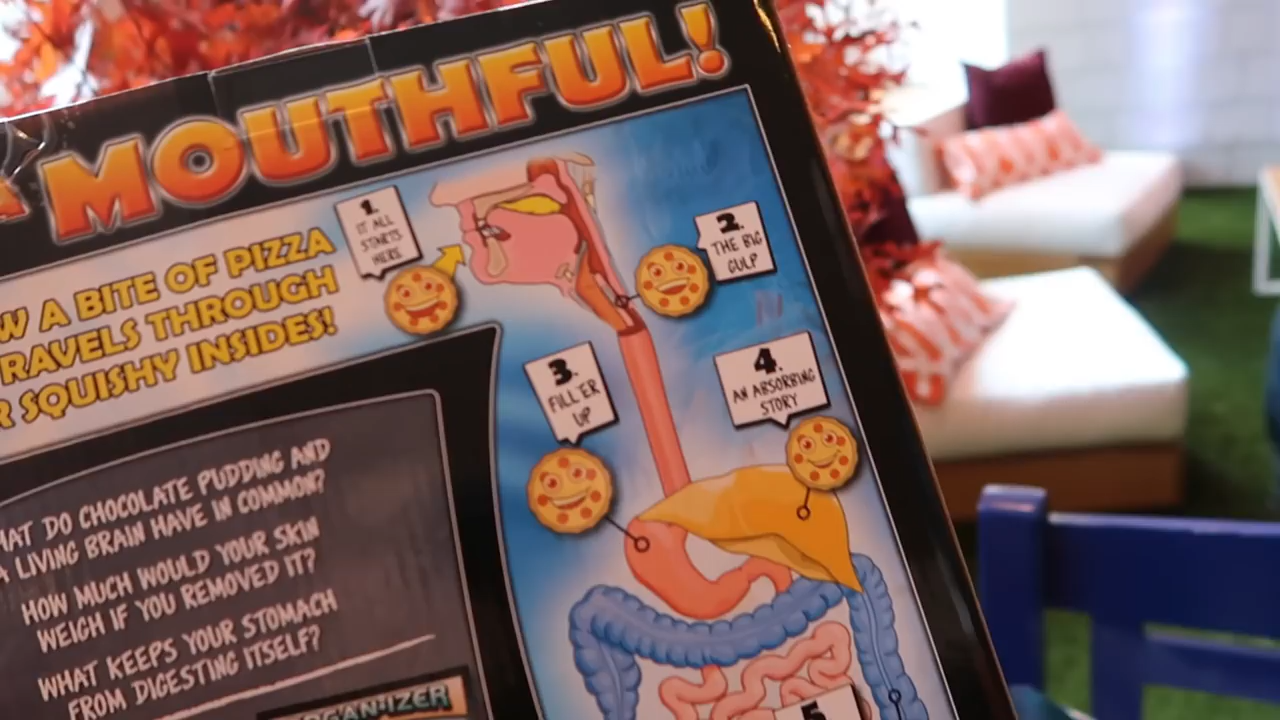 MOUTHFUL!
1.
IT ALL
STARTS
HERE
2.
THE BIG
GULP
A BITE OF PIZZA
THROUGH
SQUISHY INSIDES!
3.
FILL 'ER
UP
4.
AN ABSORBING
STORY
DO CHOCOLATE PUDDING AND
A LIVING BRAIN HAVE IN COMMON?
HOW MUCH WOULD YOUR SKIN
WEIGH IF YOU REMOVED IT?
WHAT KEEPS YOUR STOMACH
FROM DIGESTING ITSELF?
5